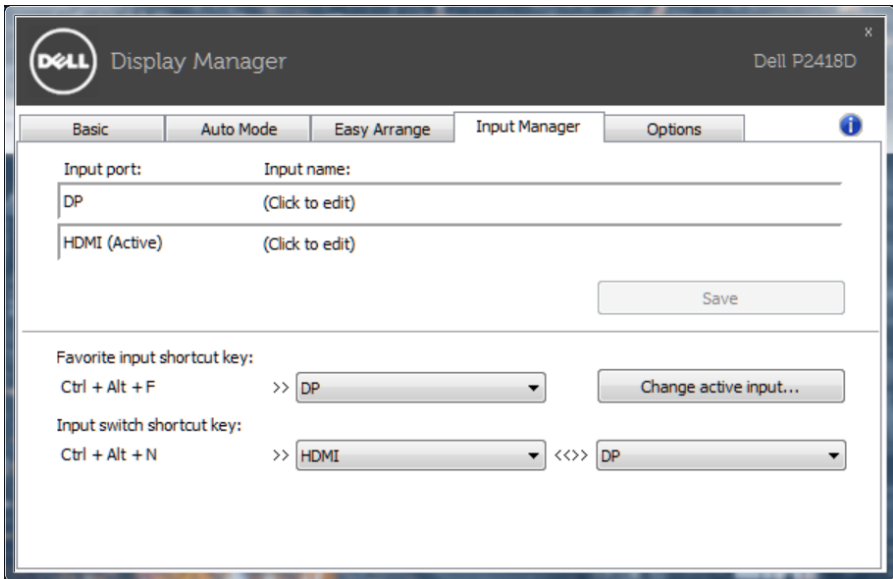 x
DELL Display Manager Dell P2418D
Basic Auto Mode Easy Arrange Input Manager Options i
Input port: Input name:
DP (Click to edit)
HDMI (Active) (Click to edit)
Save
Favorite input shortcut key:
Ctrl + Alt + F >> DP Change active input...
Input switch shortcut key:
Ctrl + Alt + N >> HDMI <<>> DP